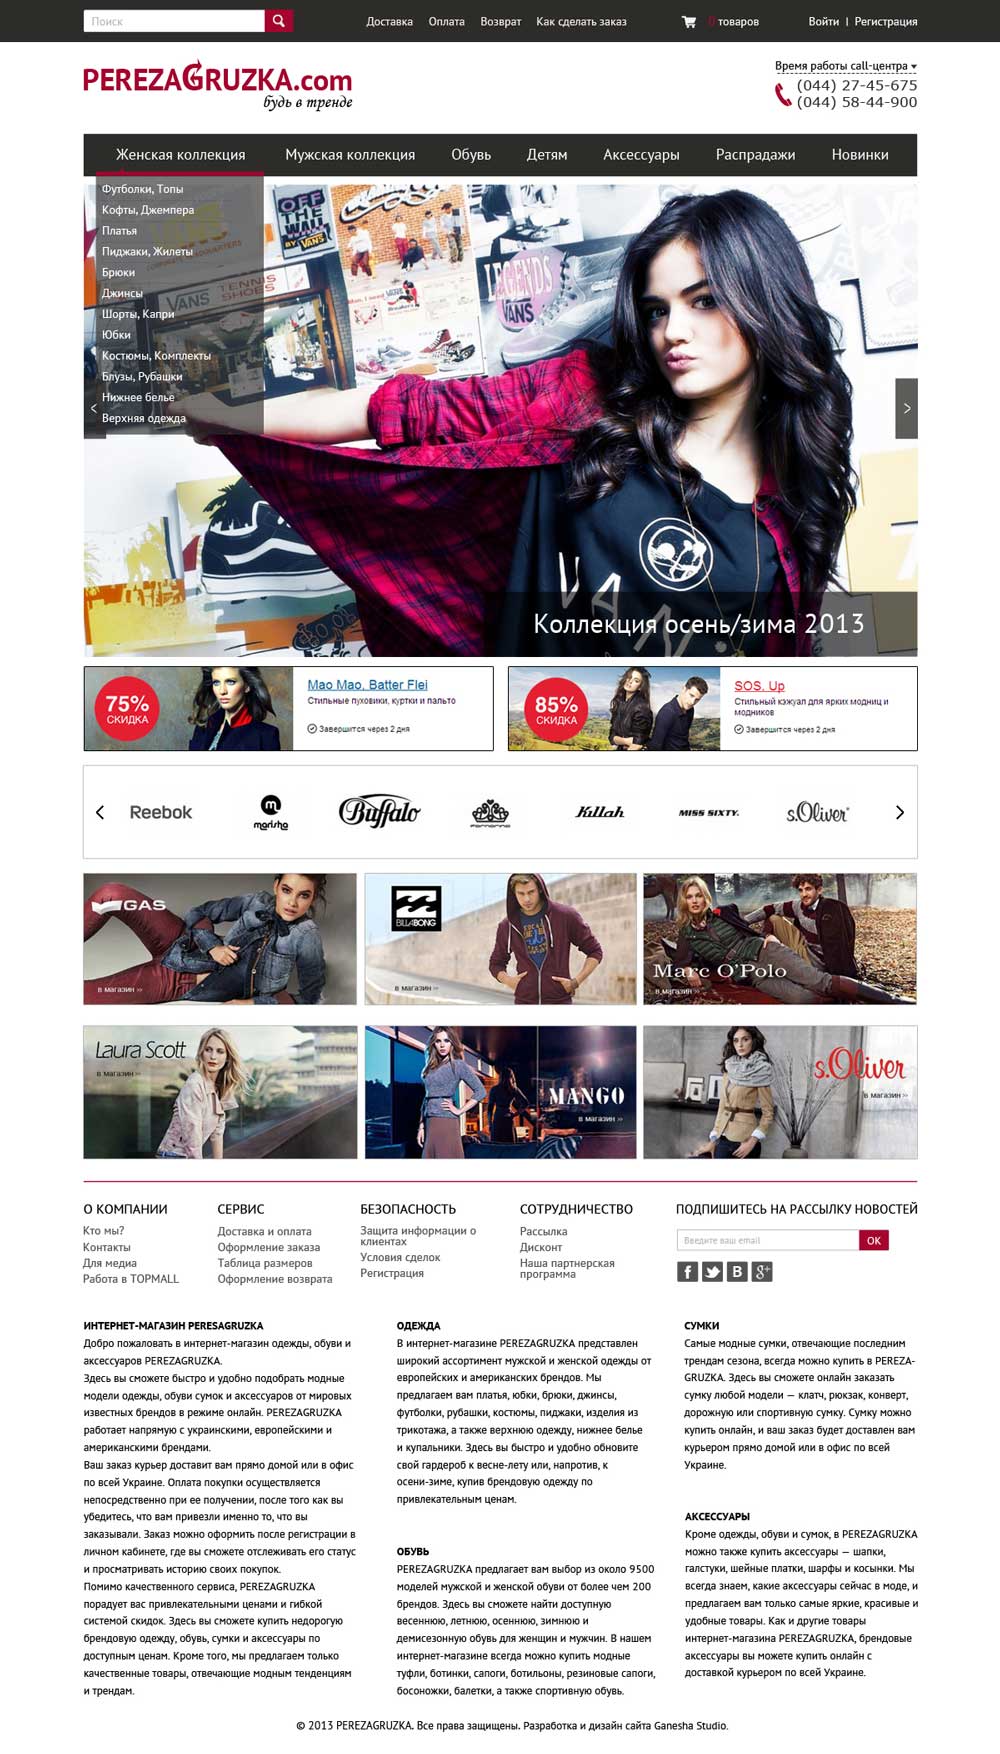 Поиск
Доставка Оплата Возврат Как сделать заказ
0 товаров
Войти | Регистрация
PEREZAGRUZKA.com
будь в тренде
Время работы call-центра
(044) 27-45-675
(044) 58-44-900
Женская коллекция Мужская коллекция Обувь Детям Аксессуары Распрадажи Новинки
Футболки, Топы
Кофты, Джемпера
Платья
Пиджаки, Жилеты
Брюки
Джинсы
Шорты, Капри
Юбки
Костюмы, Комплекты
Блузы, Рубашки
Нижнее белье
Верхняя одежда
OFF THE WALL
BY VANS
VANS
TENNIS SHOES
LEGENDS
VANS
< >
Коллекция осень/зима 2013
75%
СКИДКА
Mao Mao, Batter Flei
Стильные пуховики, куртки и пальто
Завершится через 2 дня
85%
СКИДКА
SOS, Up
Стильный кэжуал для ярких модниц и
модников
Завершится через 2 дня
Reebok marisha Buffalo FORNARINA Killah MISS SIXTY. s.Oliver
GAS
в магазин >>
BILLABONG
в магазин >>
Marc O'Polo
в магазин >>
Laura Scott
в магазин >>
MANGO
в магазин >>
s.Oliver
в магазин >>
О КОМПАНИИ
Кто мы?
Контакты
Для медиа
Работа в TOPMALL
СЕРВИС
Доставка и оплата
Оформление заказа
Таблица размеров
Оформление возврата
БЕЗОПАСНОСТЬ
Защита информации о
клиентах
Условия сделок
Регистрация
СОТРУДНИЧЕСТВО
Рассылка
Дисконт
Наша партнерская
программа
ПОДПИШИТЕСЬ НА РАССЫЛКУ НОВОСТЕЙ
Введите ваш email
OK
f B g+
ИНТЕРНЕТ-МАГАЗИН PERESAGRUZKA
Добро пожаловать в интернет-магазин одежды, обуви и
аксессуаров PEREZAGRUZKA.
Здесь вы сможете быстро и удобно подобрать модные
модели одежды, обуви сумок и аксессуаров от мировых
известных брендов в режиме онлайн. PEREZAGRUZKA
работает напрямую с украинскими, европейскими и
американскими брендами.
Ваш заказ курьер доставит вам прямо домой или в офис
по всей Украине. Оплата покупки осуществляется
непосредственно при ее получении, после того как вы
убедитесь, что вам привезли именно то, что вы
заказывали. Заказ можно оформить после регистрации в
личном кабинете, где вы сможете отслеживать его статус
и просматривать историю своих покупок.
Помимо качественного сервиса, PEREZAGRUZKA
порадует вас привлекательными ценами и гибкой
системой скидок. Здесь вы сможете купить недорогую
брендовую одежду, обувь, сумки и аксессуары по
доступным ценам. Кроме того, мы предлагаем только
качественные товары, отвечающие модным тенденциям
и трендам.
ОДЕЖДА
В интернет-магазине PEREZAGRUZKA представлен
широкий ассортимент мужской и женской одежды от
европейских и американских брендов. Мы
предлагаем вам платья, юбки, брюки, джинсы,
футболки, рубашки, костюмы, пиджаки, изделия из
трикотажа, а также верхнюю одежду, нижнее белье
и купальники. Здесь вы быстро и удобно обновите
свой гардероб к весне-лету или, напротив, к
осени-зиме, купив брендовую одежду по
привлекательным ценам.
ОБУВЬ
PEREZAGRUZKA предлагает вам выбор из около 9500
моделей мужской и женской обуви от более чем 200
брендов. Здесь вы сможете найти доступную
весеннюю, летнюю, осеннюю, зимнюю и
демисезонную обувь для женщин и мужчин. В нашем
интернет-магазине всегда можно купить модные
туфли, ботинки, сапоги, ботильоны, резиновые сапоги,
босоножки, балетки, а также спортивную обувь.
СУМКИ
Самые модные сумки, отвечающие последним
трендам сезона, всегда можно купить в PEREZA-
GRUZKA. Здесь вы сможете онлайн заказать
сумку любой модели — клатч, рюкзак, конверт,
дорожную или спортивную сумку. Сумку можно
купить онлайн, и ваш заказ будет доставлен вам
курьером прямо домой или в офис по всей
Украине.
АКСЕССУАРЫ
Кроме одежды, обуви и сумок, в PEREZAGRUZKA
можно также купить аксессуары — шапки,
галстуки, шейные платки, шарфы и косынки. Мы
всегда знаем, какие аксессуары сейчас в моде, и
предлагаем вам только самые яркие, красивые и
удобные товары. Как и другие товары
интернет-магазина PEREZAGRUZKA, брендовые
аксессуары вы можете купить онлайн с
доставкой курьером по всей Украине.
© 2013 PEREZAGRUZKA. Все права защищены. Разработка и дизайн сайта Ganesha Studio.